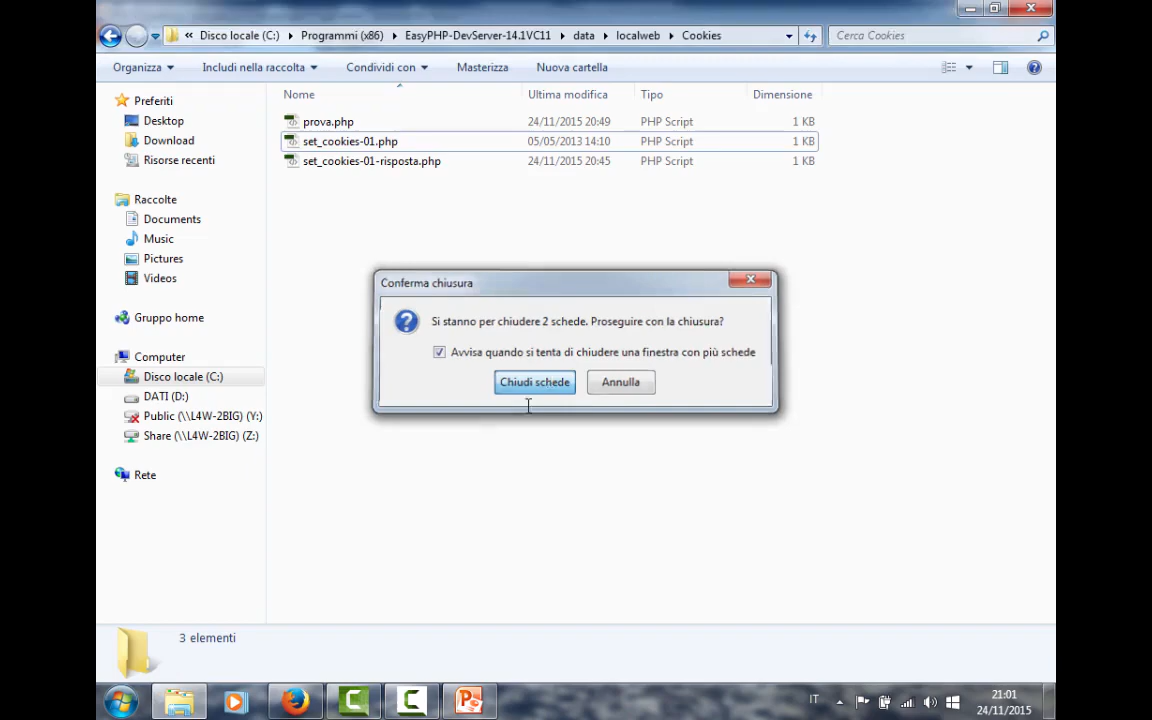 « Disco locale (C:) Programmi (x86) EasyPHP-DevServer-14.1VC11 data localweb Cookies Cerca Cookies
Organizza Includi nella raccolta Condividi con Masterizza Nuova cartella
Nome Ultima modifica Tipo Dimensione
prova.php 24/11/2015 20:49 PHP Script 1 KB
set_cookies-01.php 05/05/2013 14:10 PHP Script 1 KB
set_cookies-01-risposta.php 24/11/2015 20:45 PHP Script 1 KB
Preferiti
Desktop
Download
Risorse recenti
Raccolte
Documents
Music
Pictures
Videos
Gruppo home
Computer
Disco locale (C:)
DATI (D:)
Public (\\L4W-2BIG) (Y:)
Share (\\L4W-2BIG) (Z:)
Rete
Conferma chiusura
Si stanno per chiudere 2 schede. Proseguire con la chiusura?
Avvisa quando si tenta di chiudere una finestra con più schede
Chiudi schede Annulla
3 elementi
IT 21:01
24/11/2015